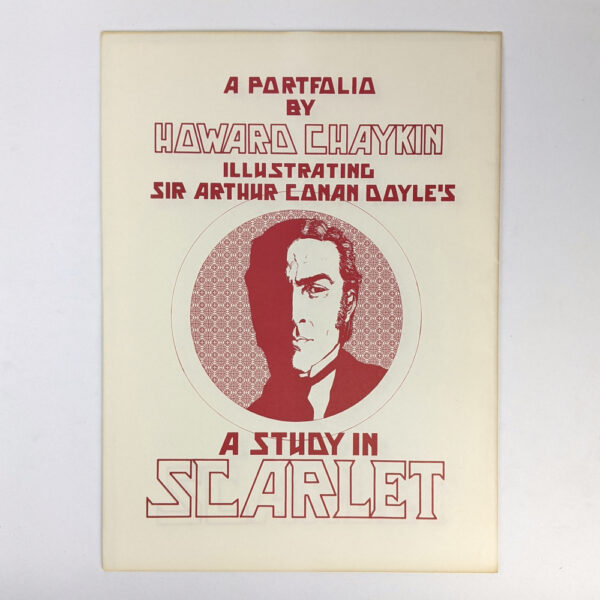 A PORTFOLIO
BY
HOWARD CHAYKIN
ILLUSTRATING
SIR ARTHUR CONAN DOYLE'S
A STUDY IN
SCARLET